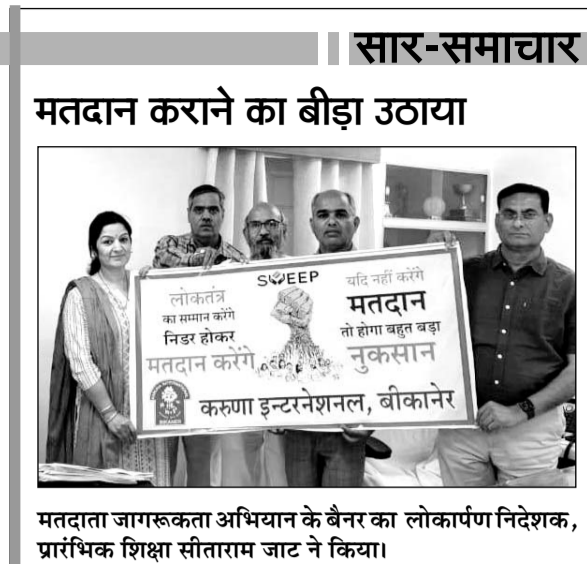 सार-समाचार
मतदान कराने का बीड़ा उठाया
SWEEP
लोकतंत्र
का सम्मान करेंगे
निडर होकर
मतदान करेंगे
यदि नहीं करेंगे
मतदान
तो होगा बहुत बड़ा
नुकसान
करुणा इन्टरनेशनल, बीकानेर
मतदाता जागरूकता अभियान के बैनर का लोकार्पण निदेशक,
प्रारंभिक शिक्षा सीताराम जाट ने किया।